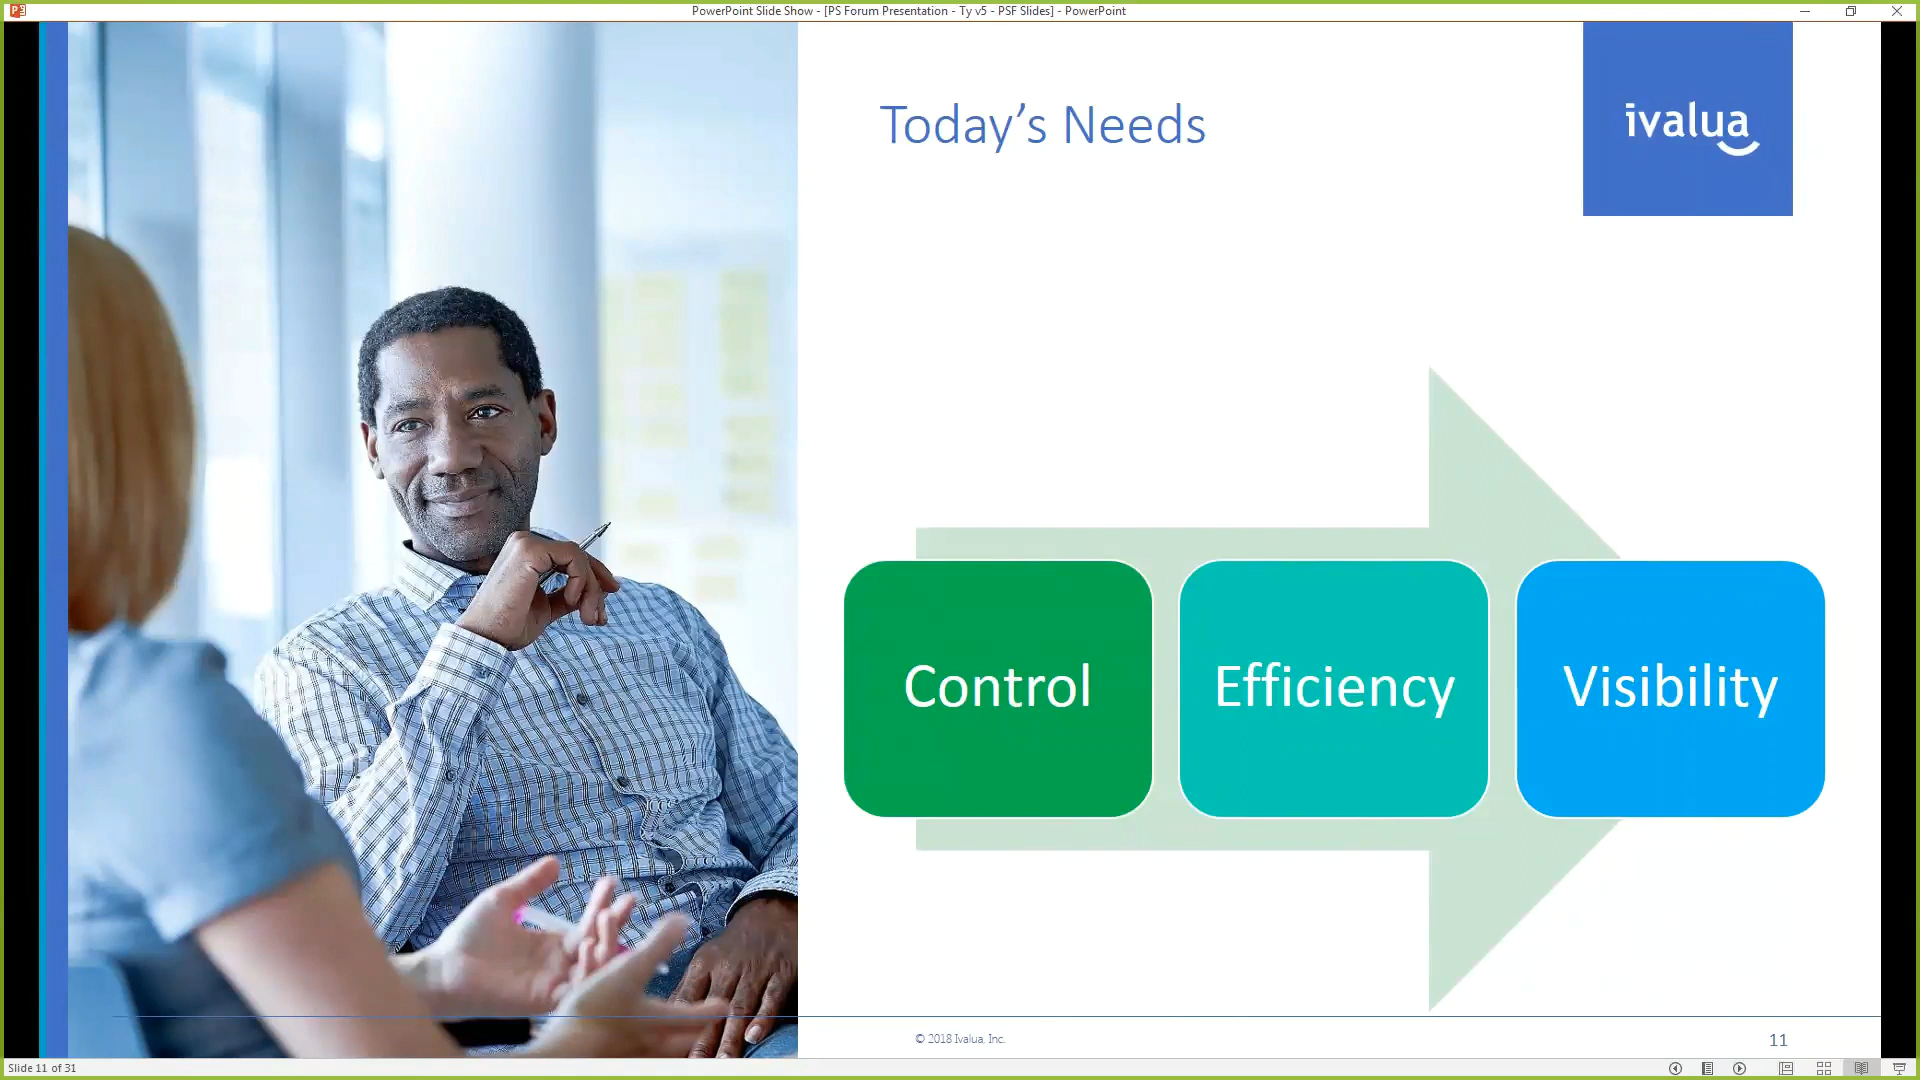 PowerPoint Slide Show - [PS Forum Presentation - Ty v5 - PSF Slides] - PowerPoint
Today's Needs
ivalua
Control
Efficiency
Visibility
© 2018 Ivalua, Inc.
11
Slide 11 of 31